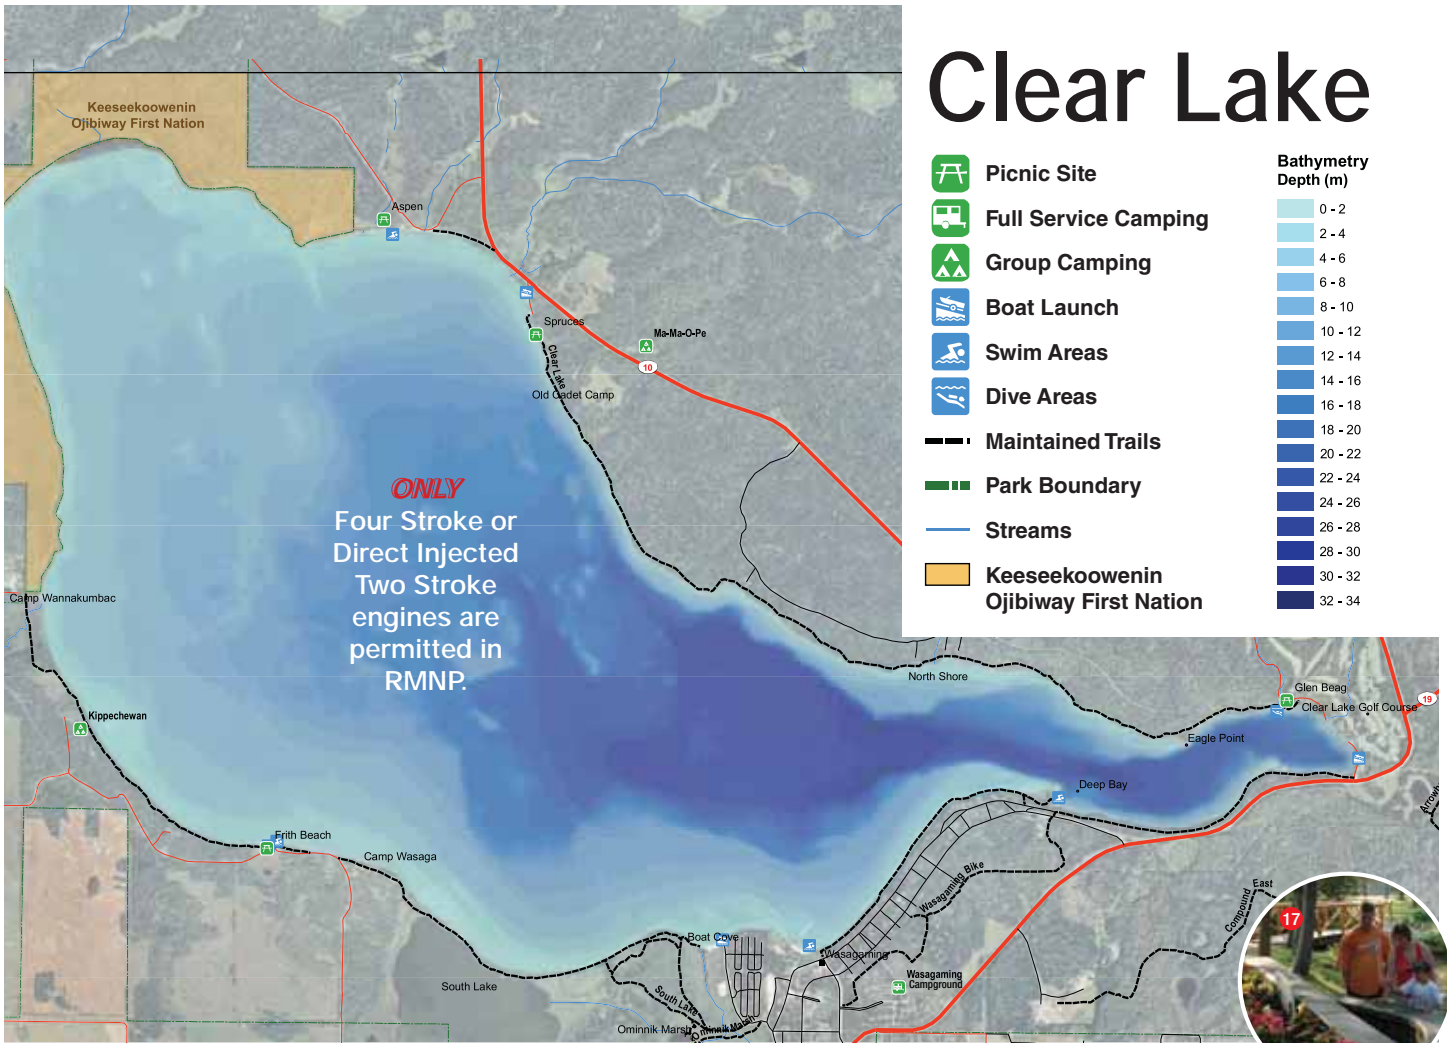 Clear Lake
Picnic Site
Full Service Camping
Group Camping
Boat Launch
Swim Areas
Dive Areas
Maintained Trails
Park Boundary
Streams
Keeseekoowenin
Ojibiway First Nation
Bathymetry
Depth (m)
0 - 2
2 - 4
4 - 6
6 - 8
8 - 10
10 - 12
12 - 14
14 - 16
16 - 18
18 - 20
20 - 22
22 - 24
24 - 26
26 - 28
28 - 30
30 - 32
32 - 34
Keeseekoowenin
Ojibiway First Nation
Aspen
Spruces
Clear Lake
Ma-Ma-O-Pe
10
Old Cadet Camp
ONLY
Four Stroke or
Direct Injected
Two Stroke
engines are
permitted in
RMNP.
Camp Wannakumbac
Kippechewan
North Shore
Glen Beag
19
Clear Lake Golf Course
Eagle Point
Deep Bay
Arrowh
Frith Beach
Camp Wasaga
Wasagaming Bike
Compound East
17
Boat Cove
Wasagaming
Wasagaming
Campground
South Lake
South Lake
Ominnik Marsh
Ominnik Marsh